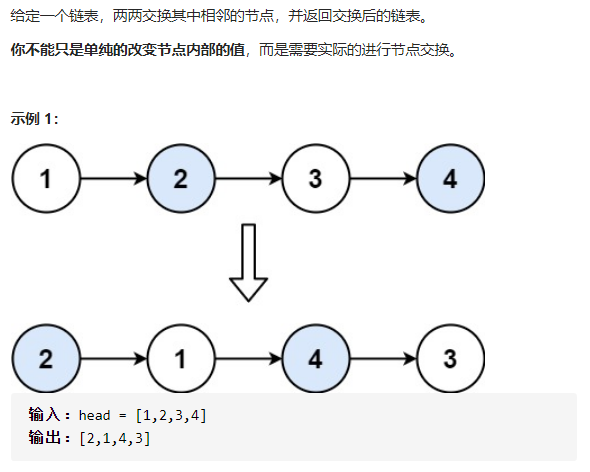 给定一个链表，两两交换其中相邻的节点，并返回交换后的链表。
你不能只是单纯的改变节点内部的值，而是需要实际的进行节点交换。
示例 1：
1 2 3 4
2 1 4 3
输入：head = [1,2,3,4]
输出：[2,1,4,3]